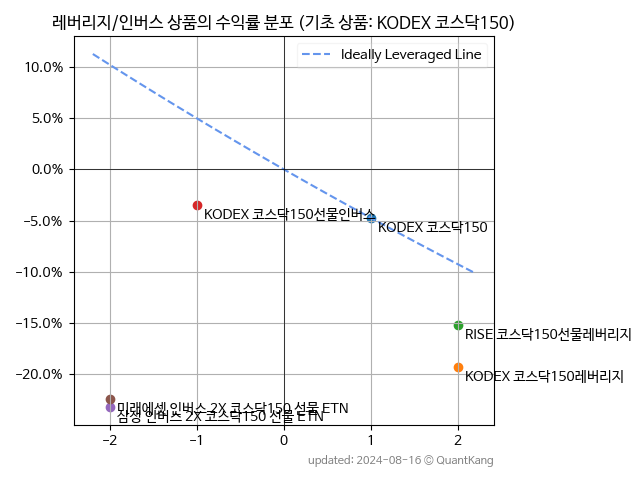 레버리지/인버스 상품의 수익률 분포 (기초 상품: KODEX 코스닥150)
Ideally Leveraged Line
10.0%
5.0%
0.0%
KODEX 코스닥150선물인버스
−5.0%
KODEX 코스닥150
−10.0%
−15.0%
RISE 코스닥150선물레버리지
−20.0%
KODEX 코스닥150레버리지
미래에셋 인버스 2X 코스닥150 선물 ETN
삼성 인버스 2X 코스닥150 선물 ETN
−2 −1 0 1 2
updated: 2024-08-16 © QuantKang